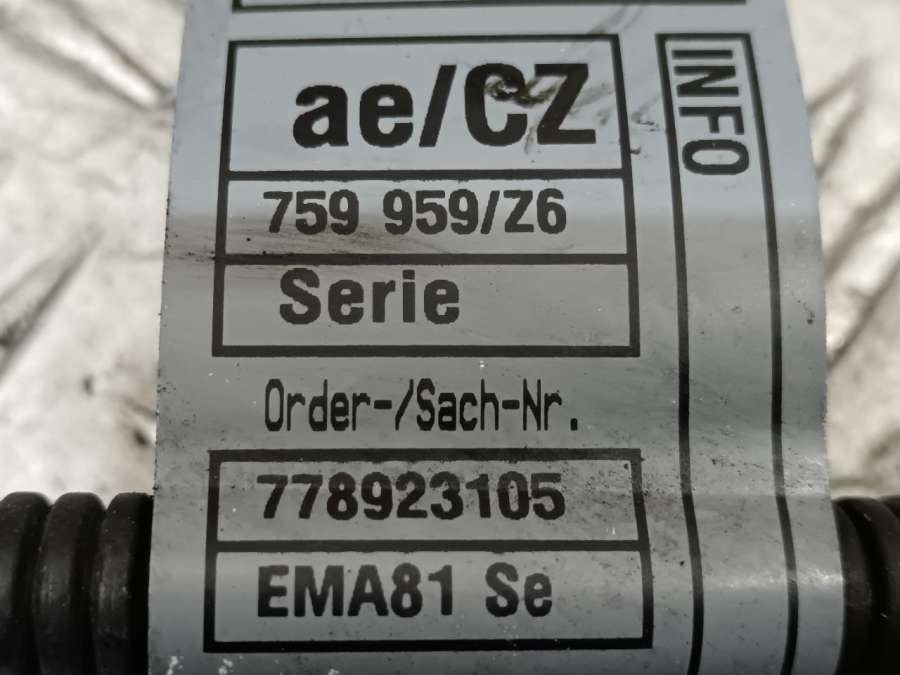 ae/CZ
759 959/Z6
Serie
Order-/Sach-Nr.
778923105
EMA81 Se
INFO